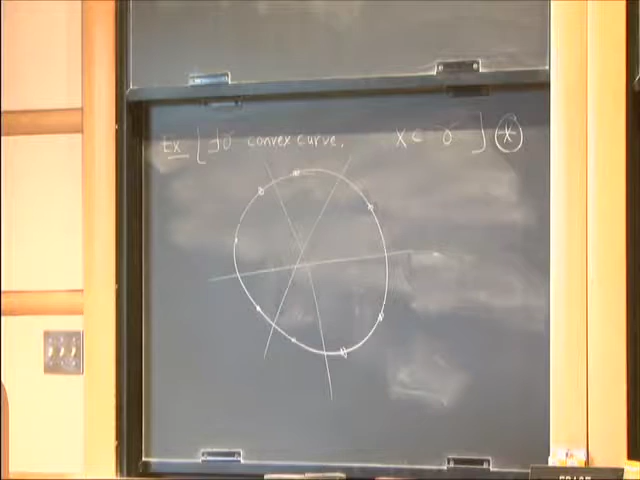 Ex [∃σ convex curve, X ⊂ σ] (*)